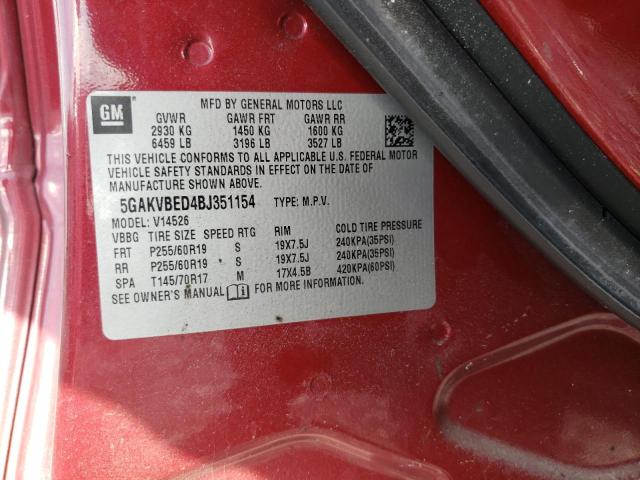 GM
MFD BY GENERAL MOTORS LLC
GVWR GAWR FRT GAWR RR
2930 KG 1450 KG 1600 KG
6459 LB 3196 LB 3527 LB
THIS VEHICLE CONFORMS TO ALL APPLICABLE U.S. FEDERAL MOTOR
VEHICLE SAFETY STANDARDS IN EFFECT ON THE DATE OF
MANUFACTURE SHOWN ABOVE.
5GAKVBED4BJ351154 TYPE: M.P.V.
MODEL: V14526
VBBG TIRE SIZE SPEED RTG RIM COLD TIRE PRESSURE
FRT P255/60R19 S 19X7.5J 240KPA(35PSI)
RR P255/60R19 S 19X7.5J 240KPA(35PSI)
SPA T145/70R17 M 17X4.5B 420KPA(60PSI)
SEE OWNER'S MANUAL FOR MORE INFORMATION.